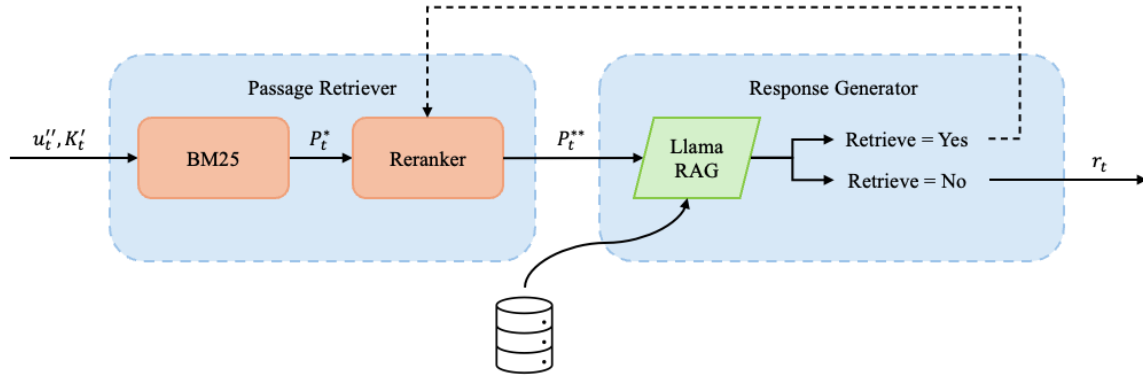 Passage Retriever
Response Generator
u''_t, K'_t
BM25
P*_t
Reranker
P**_t
Llama
RAG
Retrieve = Yes
Retrieve = No
r_t